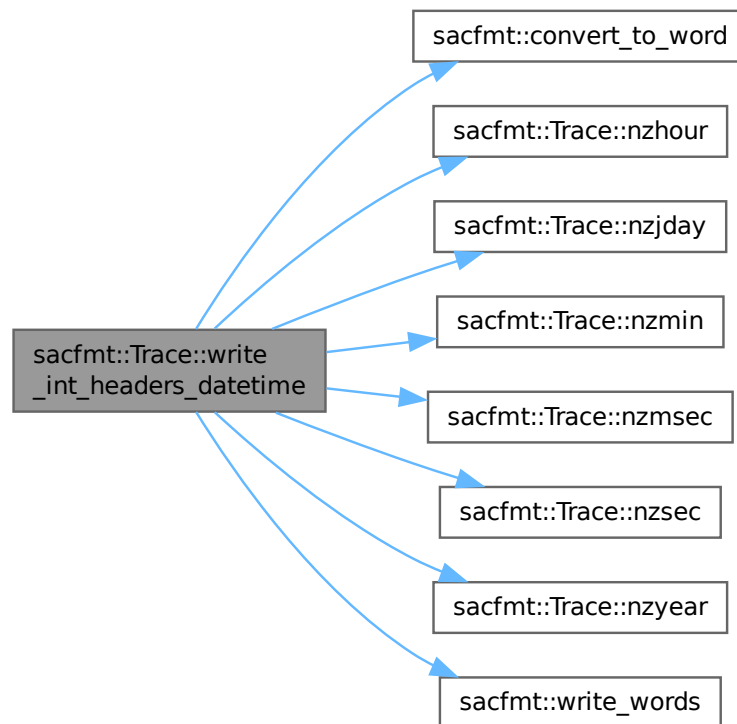 sacfmt::convert_to_word
sacfmt::Trace::nzhour
sacfmt::Trace::nzjday
sacfmt::Trace::nzmin
sacfmt::Trace::write
_int_headers_datetime
sacfmt::Trace::nzmsec
sacfmt::Trace::nzsec
sacfmt::Trace::nzyear
sacfmt::write_words